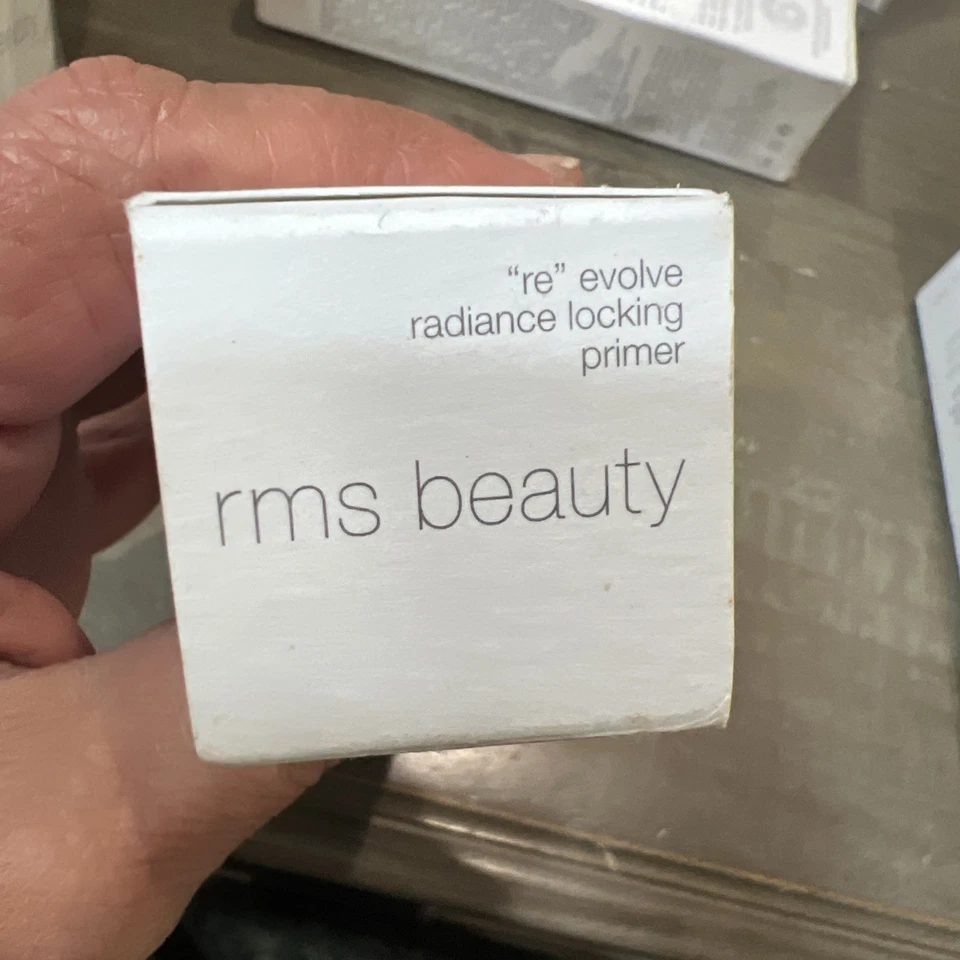 “re” evolve
radiance locking
primer
rms beauty